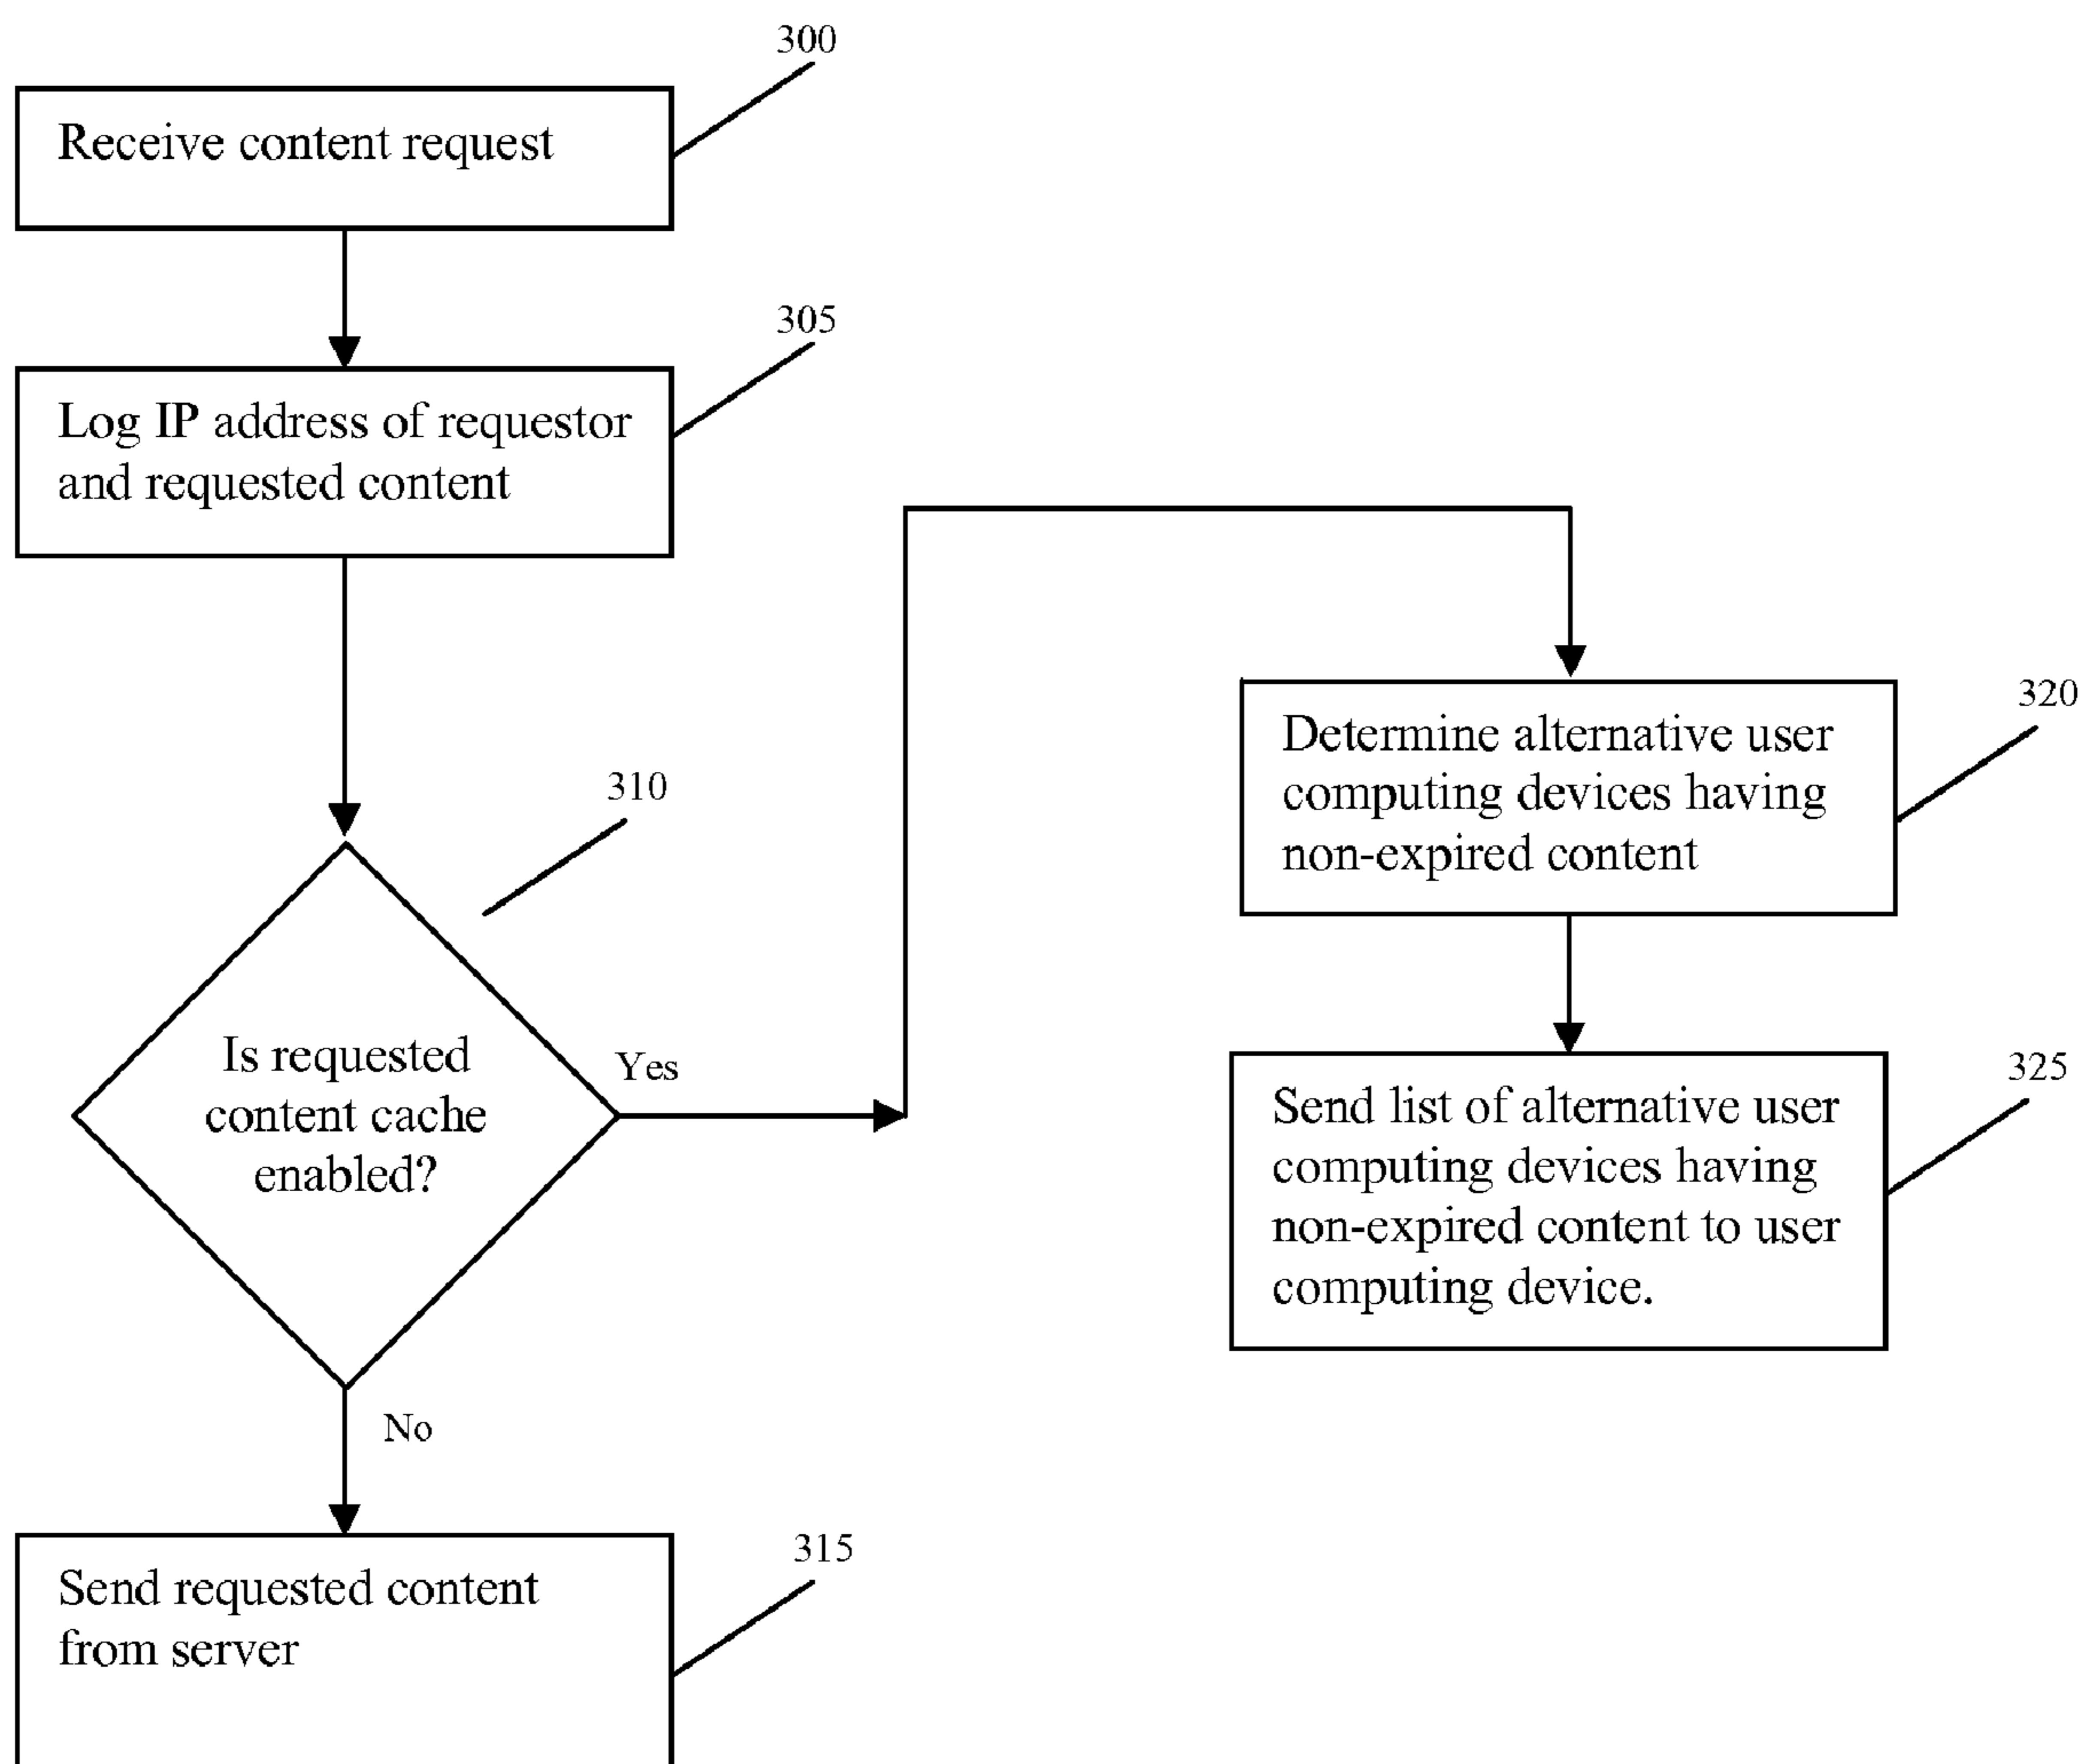 300
Receive content request
305
Log IP address of requestor
and requested content
310
Is requested
content cache
enabled?
Yes
No
315
Send requested content
from server
320
Determine alternative user
computing devices having
non-expired content
325
Send list of alternative user
computing devices having
non-expired content to user
computing device.